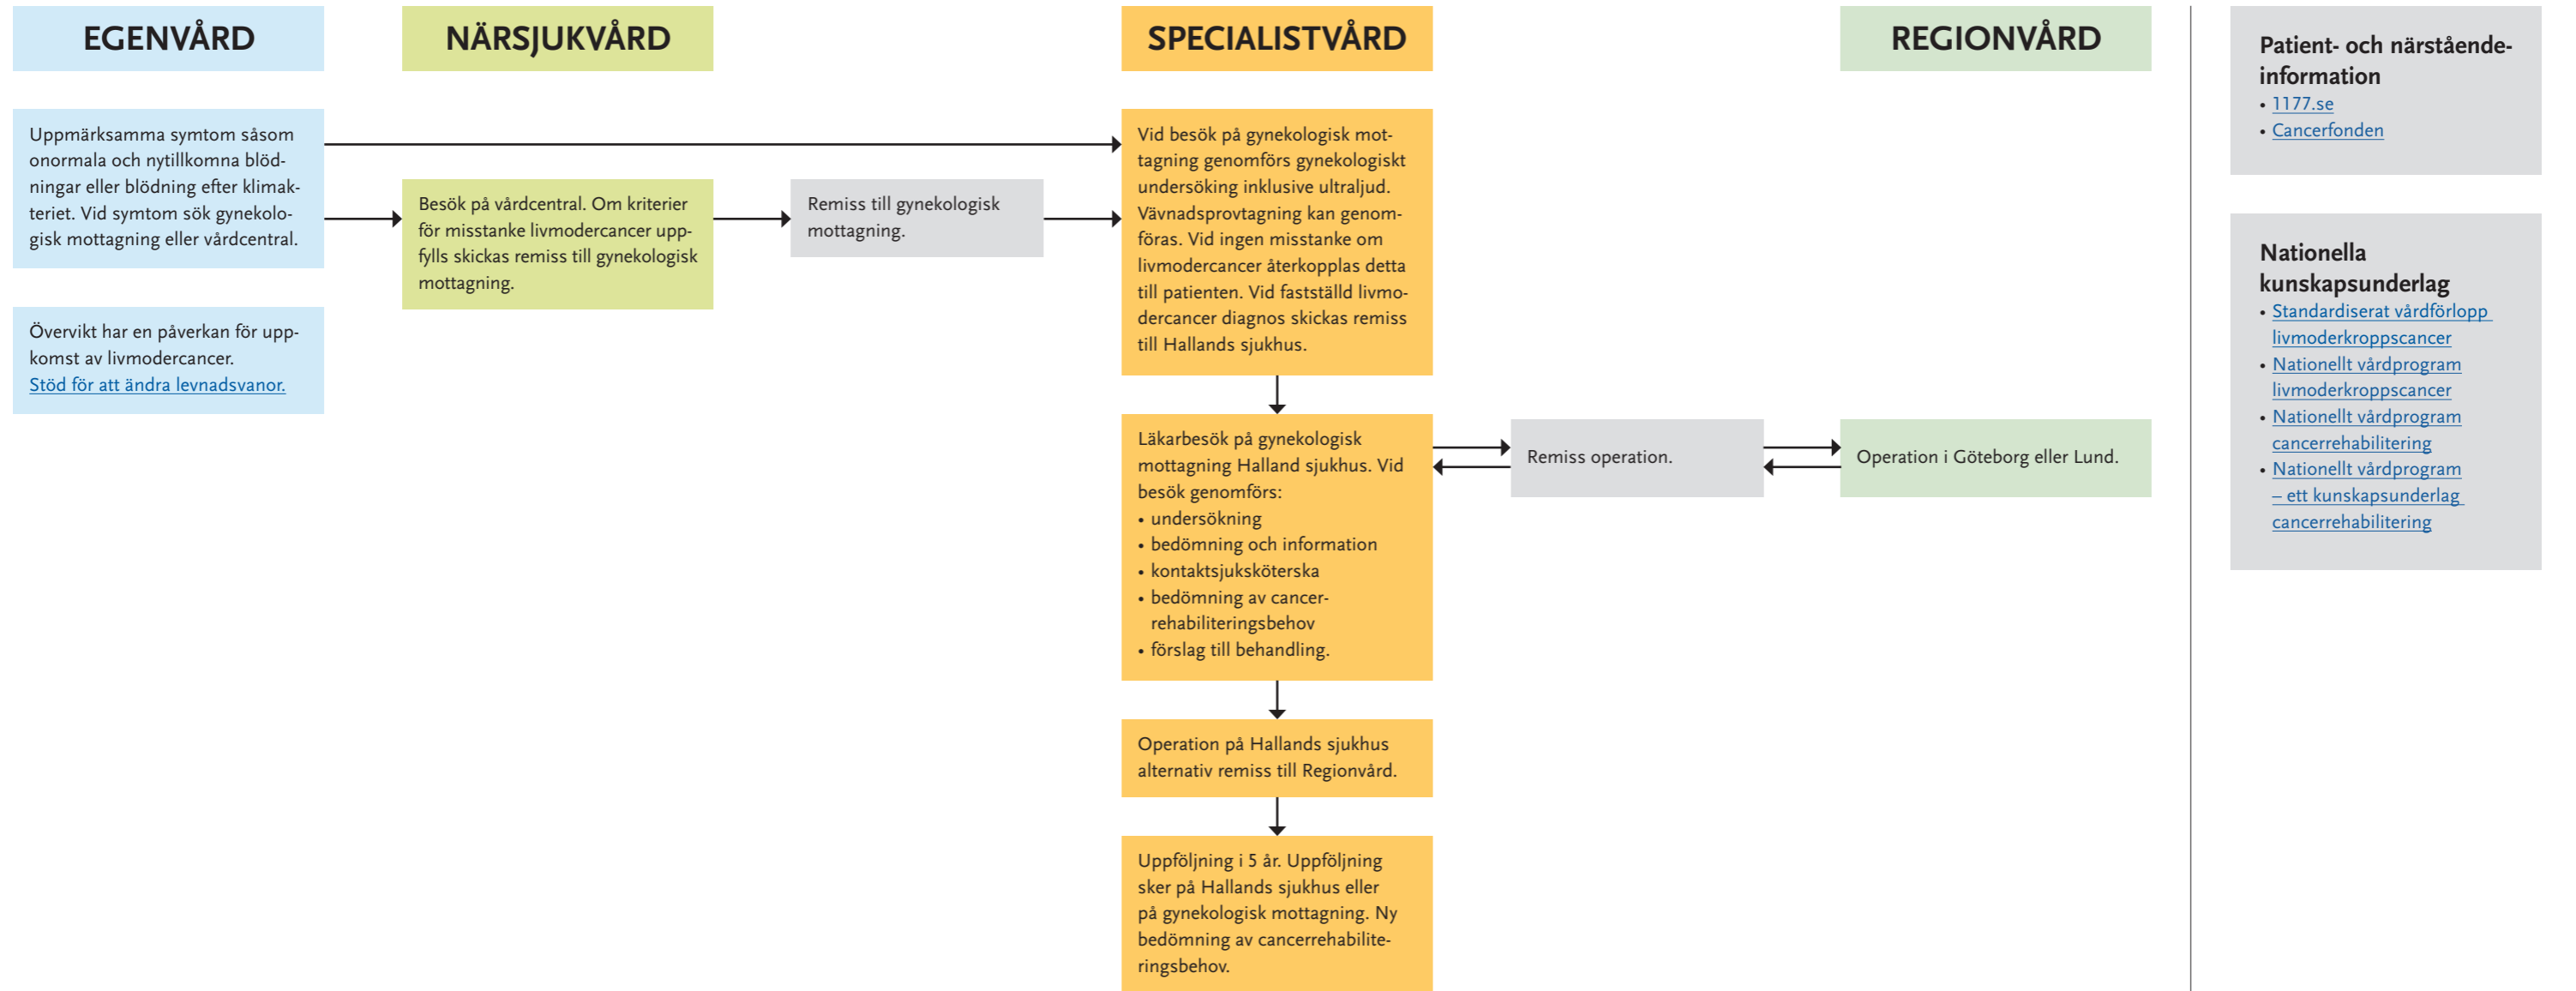 EGENVÅRD
Uppmärksamma symtom såsom
onormala och nytillkomna blöd-
ningar eller blödning efter klimak-
teriet. Vid symtom sök gynekolo-
gisk mottagning eller vårdcentral.
Övervikt har en påverkan för upp-
komst av livmodercancer.
Stöd för att ändra levnadsvanor.
NÄRSJUKVÅRD
Besök på vårdcentral. Om kriterier
för misstanke livmodercancer upp-
fylls skickas remiss till gynekologisk
mottagning.
Remiss till gynekologisk
mottagning.
SPECIALISTVÅRD
Vid besök på gynekologisk mot-
tagning genomförs gynekologiskt
undersöking inklusive ultraljud.
Vävnadsprovtagning kan genom-
föras. Vid ingen misstanke om
livmodercancer återkopplas detta
till patienten. Vid fastställd livmo-
dercancer diagnos skickas remiss
till Hallands sjukhus.
Läkarbesök på gynekologisk
mottagning Halland sjukhus. Vid
besök genomförs:
• undersökning
• bedömning och information
• kontaktsjuksköterska
• bedömning av cancer-
rehabiliteringsbehov
• förslag till behandling.
Operation på Hallands sjukhus
alternativ remiss till Regionvård.
Uppföljning i 5 år. Uppföljning
sker på Hallands sjukhus eller
på gynekologisk mottagning. Ny
bedömning av cancerrehabilite-
ringsbehov.
Remiss operation.
REGIONVÅRD
Operation i Göteborg eller Lund.
Patient- och närstående-
information
• 1177.se
• Cancerfonden
Nationella
kunskapsunderlag
• Standardiserat vårdförlopp
livmoderkroppscancer
• Nationellt vårdprogram
livmoderkroppscancer
• Nationellt vårdprogram
cancerrehabilitering
• Nationellt vårdprogram
– ett kunskapsunderlag
cancerrehabilitering